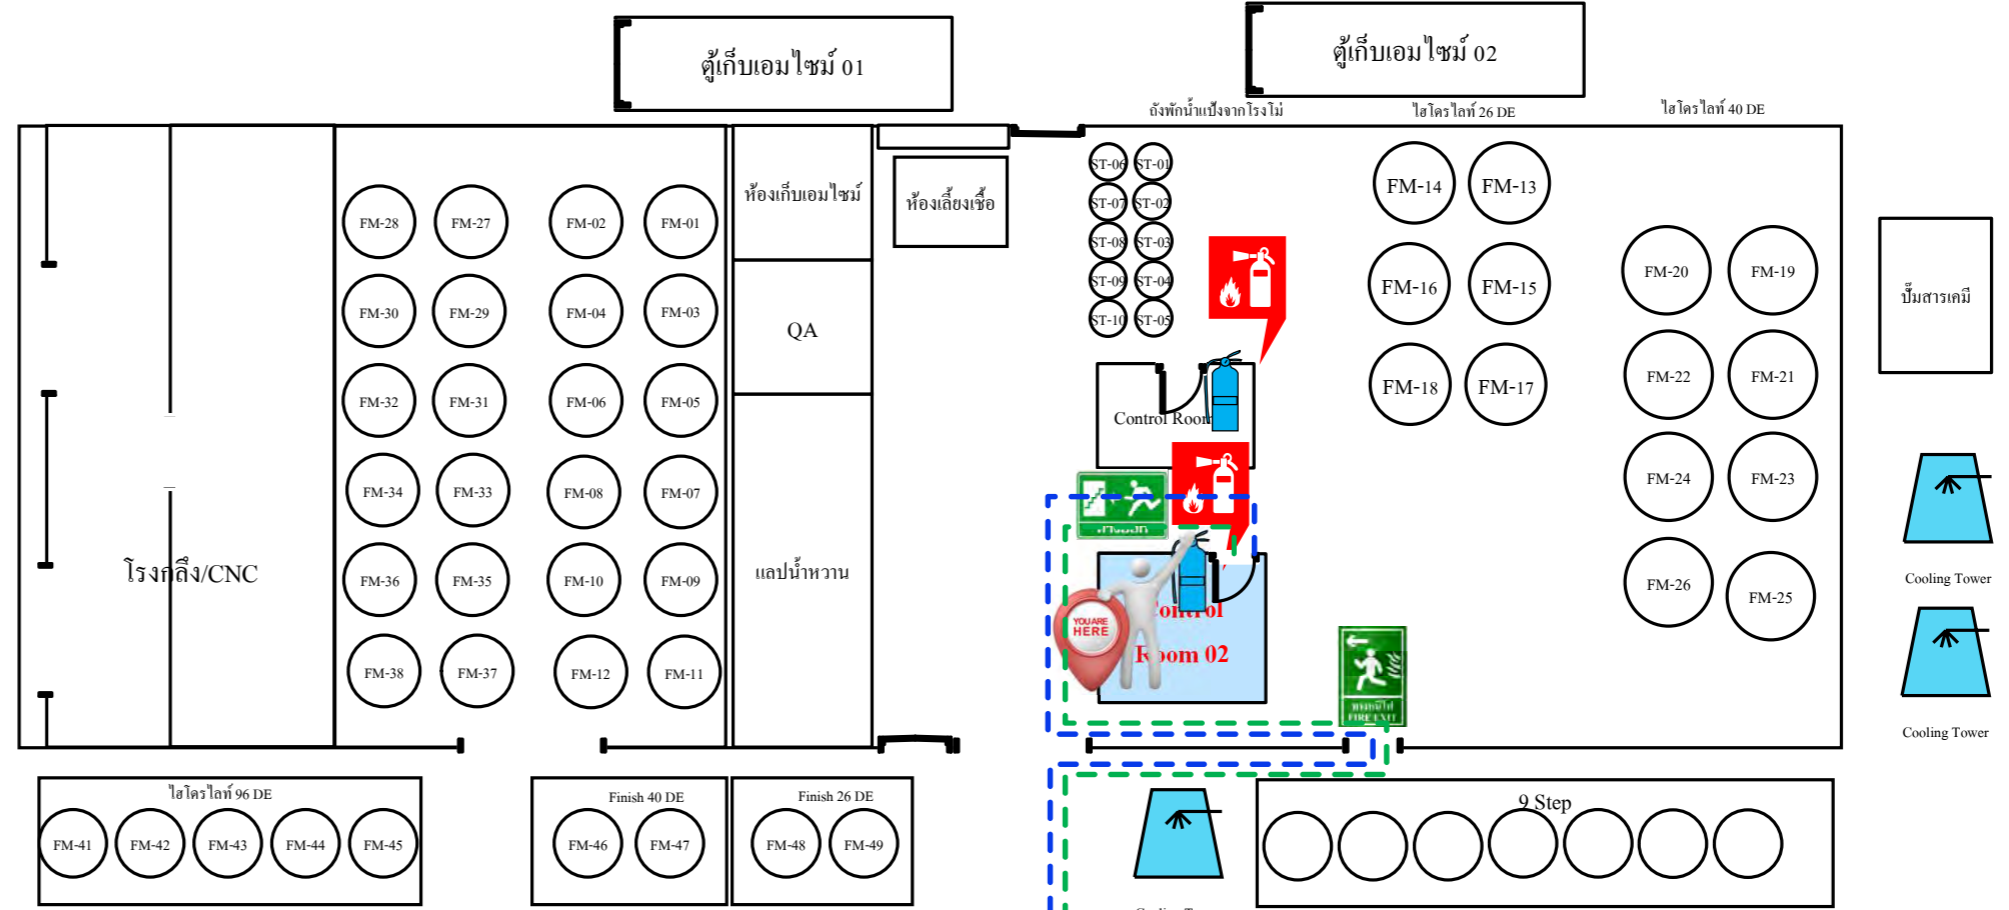 ตู้เก็บเอมไซม์ 01
ตู้เก็บเอมไซม์ 02
ถังพักน้ำแป้งจากโรงโม่
ไฮโดรไลท์ 26 DE
ไฮโดรไลท์ 40 DE
ST-06 ST-01
ST-07 ST-02
ST-08 ST-03
ST-09 ST-04
ST-10 ST-05
FM-14 FM-13
FM-16 FM-15
FM-18 FM-17
FM-20 FM-19
FM-22 FM-21
FM-24 FM-23
FM-26 FM-25
ปั๊มสารเคมี
Cooling Tower
Cooling Tower
โรงกลึง/CNC
FM-28 FM-27 FM-02 FM-01
FM-30 FM-29 FM-04 FM-03
FM-32 FM-31 FM-06 FM-05
FM-34 FM-33 FM-08 FM-07
FM-36 FM-35 FM-10 FM-09
FM-38 FM-37 FM-12 FM-11
ห้องเก็บเอมไซม์
QA
แลปน้ำหวาน
ห้องเลี้ยงเชื้อ
Control Room
YOU ARE
HERE
Control
Room 02
ทางหนีไฟ
FIRE EXIT
ไฮโดรไลท์ 96 DE
FM-41 FM-42 FM-43 FM-44 FM-45
Finish 40 DE
FM-46 FM-47
Finish 26 DE
FM-48 FM-49
9 Step